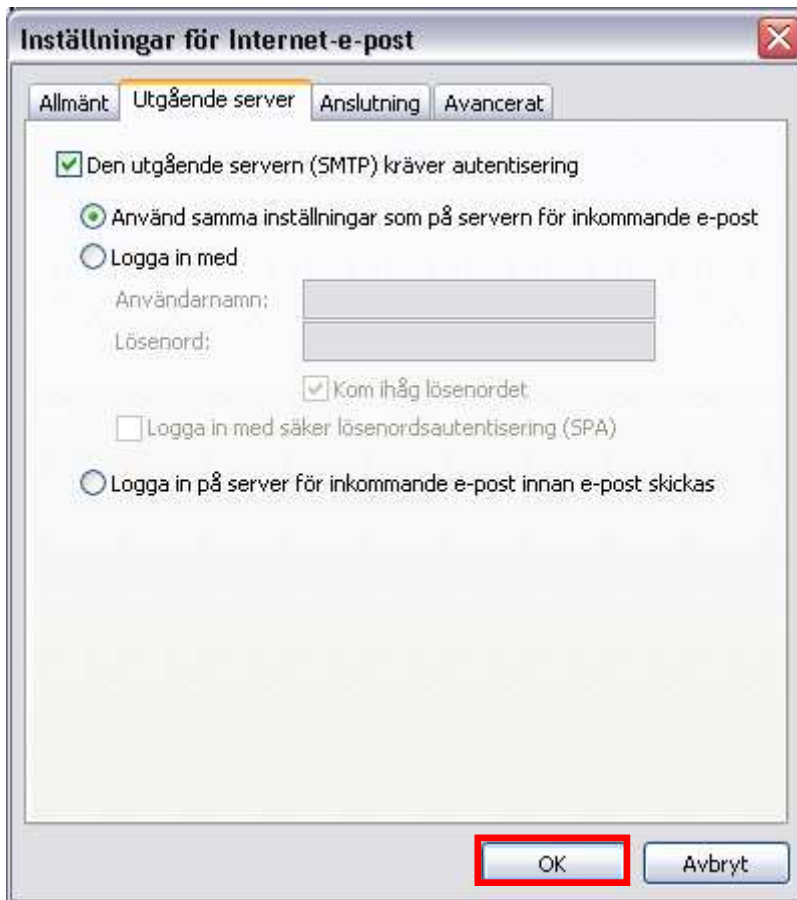 Inställningar för Internet-e-post
Allmänt Utgående server Anslutning Avancerat
Den utgående servern (SMTP) kräver autentisering
Använd samma inställningar som på servern för inkommande e-post
Logga in med
Användarnamn:
Lösenord:
Kom ihåg lösenordet
Logga in med säker lösenordsautentisering (SPA)
Logga in på server för inkommande e-post innan e-post skickas
OK Avbryt